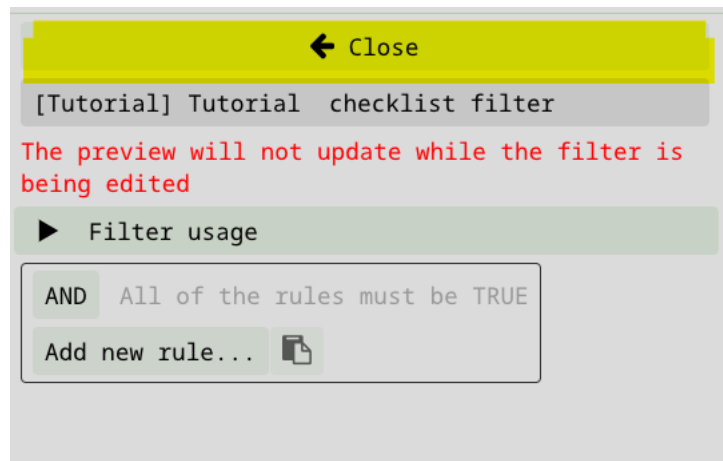 Close
[Tutorial] Tutorial  checklist filter
The preview will not update while the filter is
being edited
Filter usage
AND All of the rules must be TRUE
Add new rule...